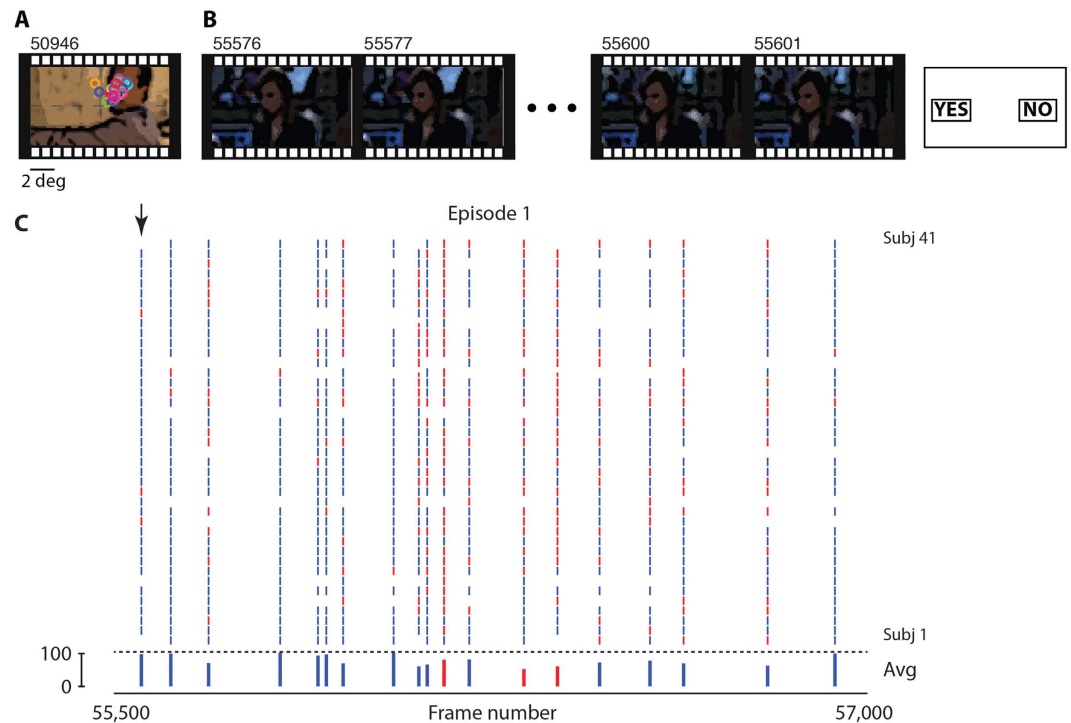 A
B
50946
55576
55577
55600
55601
YES
NO
2 deg
C
Episode 1
Subj 41
Subj 1
100
0
Avg
55,500
Frame number
57,000